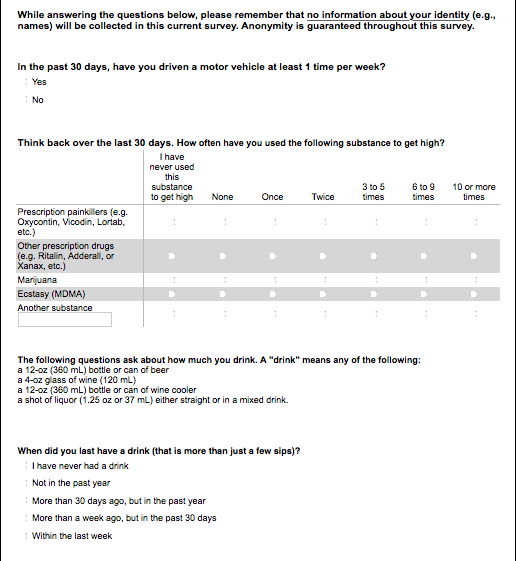 While answering the questions below, please remember that no information about your identity (e.g.,
names) will be collected in this current survey. Anonymity is guaranteed throughout this survey.
In the past 30 days, have you driven a motor vehicle at least 1 time per week?
Yes
No
Think back over the last 30 days. How often have you used the following substance to get high?
I have
never used
this
substance
to get high None Once Twice 3 to 5 times 6 to 9 times 10 or more times
Prescription painkillers (e.g.
Oxycontin, Vicodin, Lortab,
etc.)
Other prescription drugs
(e.g. Ritalin, Adderall, or
Xanax, etc.)
Marijuana
Ecstasy (MDMA)
Another substance
The following questions ask about how much you drink. A "drink" means any of the following:
a 12-oz (360 mL) bottle or can of beer
a 4-oz glass of wine (120 mL)
a 12-oz (360 mL) bottle or can of wine cooler
a shot of liquor (1.25 oz or 37 mL) either straight or in a mixed drink.
When did you last have a drink (that is more than just a few sips)?
I have never had a drink
Not in the past year
More than 30 days ago, but in the past year
More than a week ago, but in the past 30 days
Within the last week